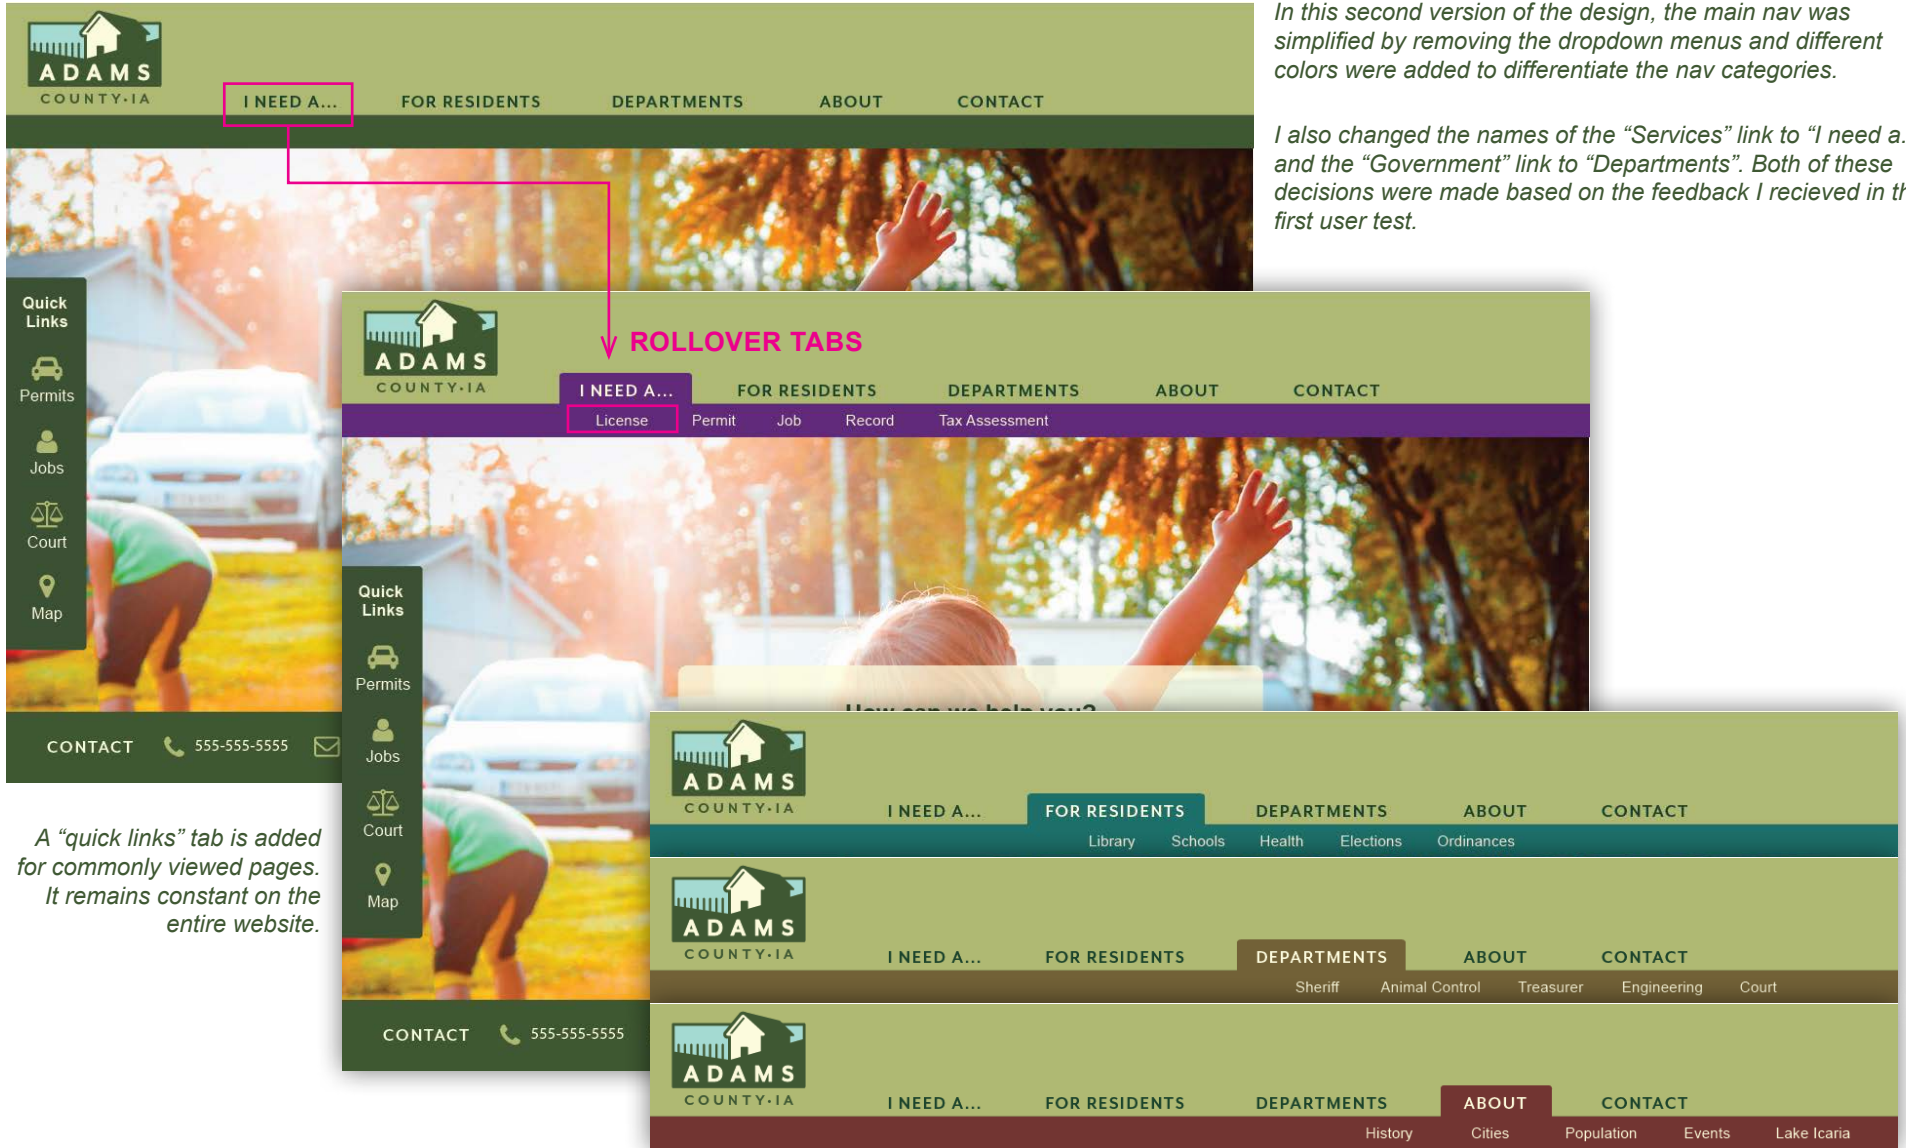 In this second version of the design, the main nav was
simplified by removing the dropdown menus and different
colors were added to differentiate the nav categories.
I also changed the names of the “Services” link to “I need a.
and the “Government” link to “Departments”. Both of these
decisions were made based on the feedback I recieved in th
first user test.
ADAMS
COUNTY·IA
I NEED A...
FOR RESIDENTS
DEPARTMENTS
ABOUT
CONTACT
Quick
Links
Permits
Jobs
Court
Map
CONTACT
555-555-5555
ROLLOVER TABS
ADAMS
COUNTY·IA
I NEED A...
FOR RESIDENTS
DEPARTMENTS
ABOUT
CONTACT
License
Permit
Job
Record
Tax Assessment
Quick
Links
Permits
Jobs
Court
Map
How can we help you?
CONTACT
555-555-5555
A “quick links” tab is added
for commonly viewed pages.
It remains constant on the
entire website.
ADAMS
COUNTY·IA
I NEED A...
FOR RESIDENTS
DEPARTMENTS
ABOUT
CONTACT
Library
Schools
Health
Elections
Ordinances
ADAMS
COUNTY·IA
I NEED A...
FOR RESIDENTS
DEPARTMENTS
ABOUT
CONTACT
Sheriff
Animal Control
Treasurer
Engineering
Court
ADAMS
COUNTY·IA
I NEED A...
FOR RESIDENTS
DEPARTMENTS
ABOUT
CONTACT
History
Cities
Population
Events
Lake Icaria